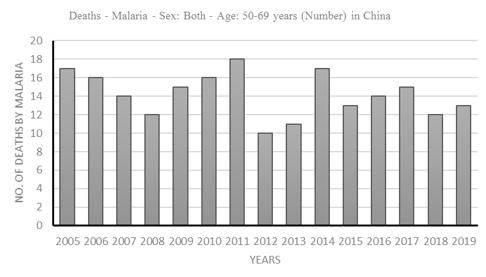 Deaths - Malaria - Sex: Both - Age: 50-69 years (Number) in China
20
18
16
14
12
10
8
6
4
2
0
NO. OF DEATHS BY MALARIA
2005 2006 2007 2008 2009 2010 2011 2012 2013 2014 2015 2016 2017 2018 2019
YEARS